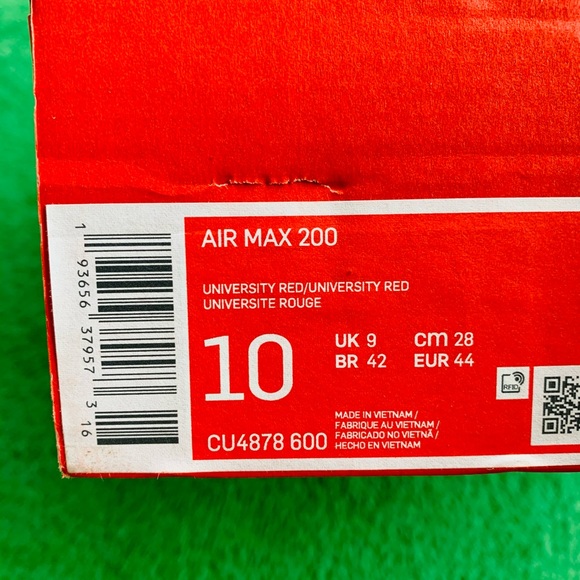 AIR MAX 200
UNIVERSITY RED/UNIVERSITY RED
UNIVERSITE ROUGE
10
UK 9 cm 28
BR 42 EUR 44
CU4878 600
MADE IN VIETNAM /
FABRIQUE AU VIETNAM /
FABRICADO NO VIETNÃ /
HECHO EN VIETNAM
RFID
1 93656 37957 3 16